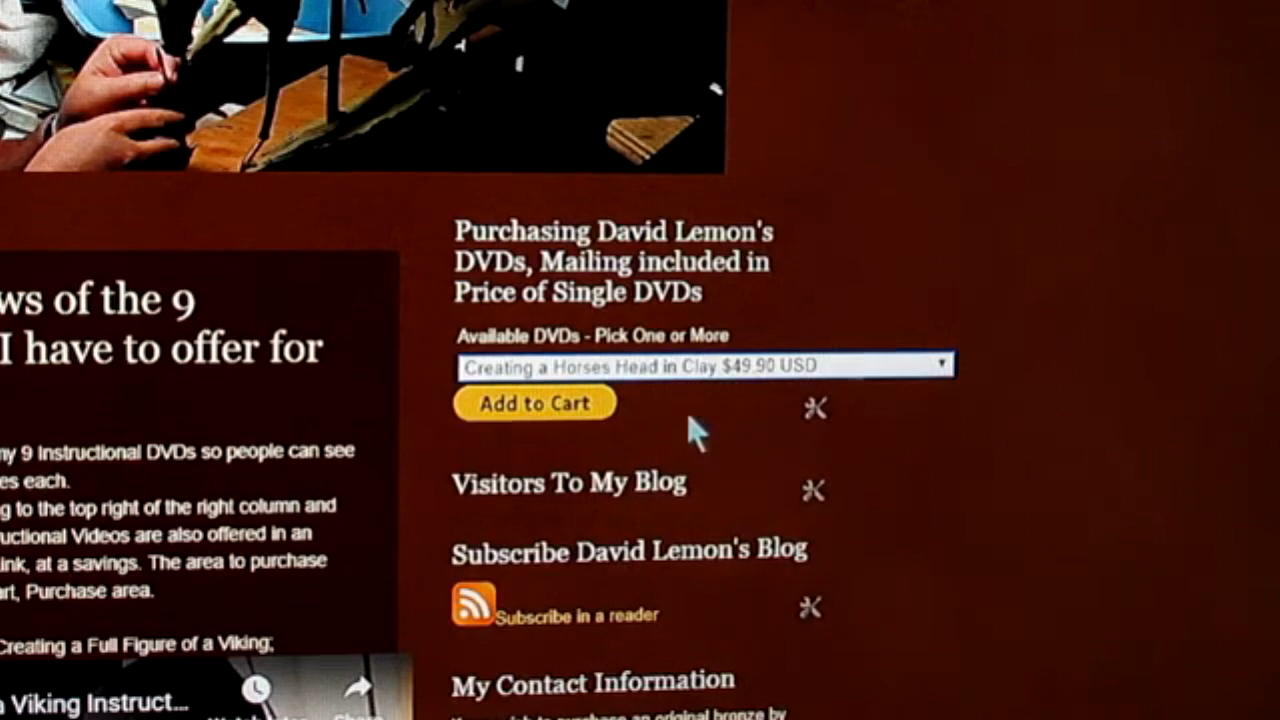 Purchasing David Lemon's
DVDs, Mailing included in
Price of Single DVDs
Available DVDs - Pick One or More
Creating a Horses Head in Clay $49.90 USD
Add to Cart
Visitors To My Blog
Subscribe David Lemon's Blog
Subscribe in a reader
My Contact Information
ws of the 9
I have to offer for
ny 9 Instructional DVDs so people can see
es each.
g to the top right of the right column and
uctional Videos are also offered in an
ink, at a savings. The area to purchase
art, Purchase area.
Creating a Full Figure of a Viking;
a Viking Instruct...